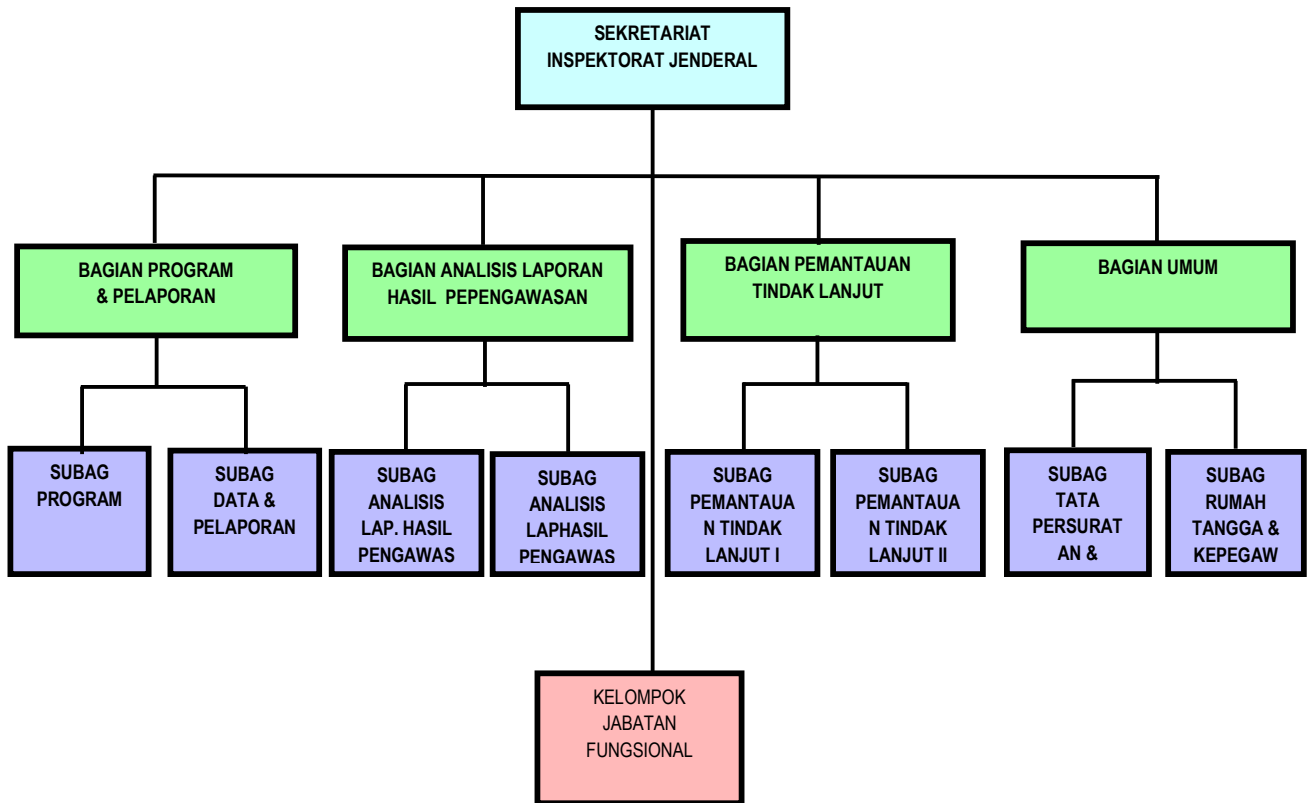 SEKRETARIAT
INSPEKTORAT JENDERAL
BAGIAN PROGRAM
& PELAPORAN
BAGIAN ANALISIS LAPORAN
HASIL PEPENGAWASAN
BAGIAN PEMANTAUAN
TINDAK LANJUT
BAGIAN UMUM
SUBAG
PROGRAM
SUBAG
DATA &
PELAPORAN
SUBAG
ANALISIS
LAP. HASIL
PENGAWAS
SUBAG
ANALISIS
LAPHASIL
PENGAWAS
SUBAG
PEMANTAUA
N TINDAK
LANJUT I
SUBAG
PEMANTAUA
N TINDAK
LANJUT II
SUBAG
TATA
PERSURAT
AN &
SUBAG
RUMAH
TANGGA &
KEPEGAW
KELOMPOK
JABATAN
FUNGSIONAL